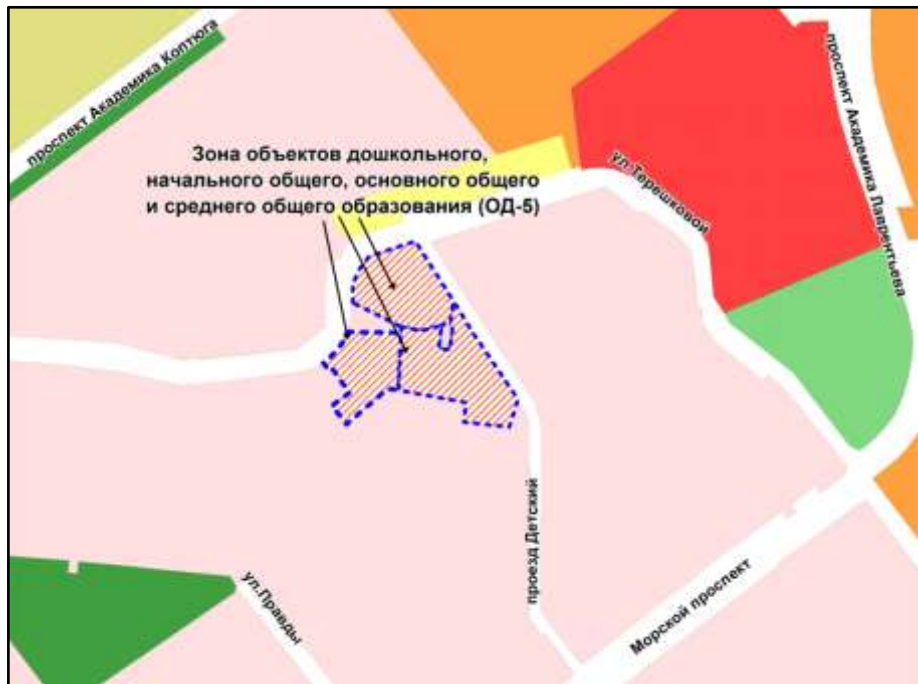 проспект Академика Коптюга
Зона объектов дошкольного,
начального общего, основного общего
и среднего общего образования (ОД-5)
ул.Терешковой
проспект Академика Лаврентьева
проезд Детский
ул.Правды
Морской проспект